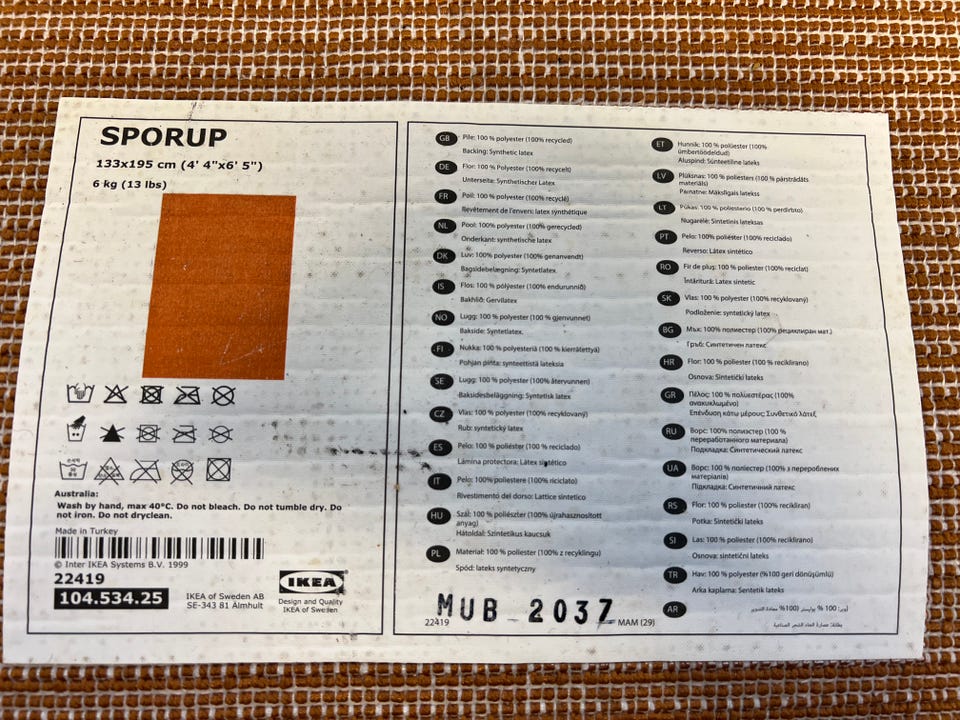 SPORUP
133x195 cm (4' 4"x6' 5")
6 kg (13 lbs)
Australia:
Wash by hand, max 40°C. Do not bleach. Do not tumble dry. Do
not iron. Do not dryclean.
Made in Turkey
© Inter IKEA Systems B.V. 1999
22419
104.534.25
IKEA of Sweden AB
SE-343 81 Älmhult
IKEA
Design and Quality
IKEA of Sweden
GB Pile: 100 % polyester (100% recycled)
Backing: Synthetic latex
DE Flor: 100 % Polyester (100% recycelt)
Unterseite: Synthetischer Latex
FR Poil: 100 % polyester (100% recyclé)
Revêtement de l'envers: latex synthétique
NL Pool: 100% polyester (100% gerecycled)
Onderkant: synthetische latex
DK Luv: 100% polyester (100% genanvendt)
Bagsidebelægning: Syntetlatex
IS Flos: 100 % pólýester (100% endurunnið)
Bakhlið: Gervilatex
NO Lugg: 100 % polyester (100 % gjenvunnet)
Bakside: Syntetlatex.
FI Nukka: 100 % polyesteriä (100 % kierrätettyä)
Pohjan pinta: synteettistä lateksia
SE Lugg: 100 % polyester (100% återvunnen)
Baksidesbeläggning: Syntetisk latex
CZ Vlas: 100 % polyester (100% recyklovaný)
Rub: syntetický latex
ES Pelo: 100 % poliéster (100 % reciclado)
Lámina protectora: Látex sintético
IT Pelo: 100% poliestere (100% riciclato)
Rivestimento del dorso: Lattice sintetico
HU Szál: 100 % poliészter (100% újrahasznosított
anyag)
Hátoldal: Szintetikus kaucsuk
PL Materiał: 100 % poliester (100% z recyklingu)
Spód: lateks syntetyczny
22419
MUB 2037
MAM (29)
ET Hunnik: 100 % polüester (100%
ümbertöödeldud)
Aluspind: Sünteetiline lateks
LV Plūksnas: 100 % poliesters (100 % pārstrādāts
materiāls)
Pamatne: Mākslīgais latekss
LT Pūkas: 100 % poliesterio (100 % perdirbto)
Nugarėlė: Sintetinis lateksas
PT Pelo: 100% poliéster (100% reciclado)
Reverso: Látex sintético
RO Fir de pluş: 100 % poliester (100% reciclat)
Întăritură: Latex sintetic
SK Vlas: 100 % polyester (100% recyklovaný)
Podloženie: syntetický latex
BG Мъх: 100% полиестер (100% рециклиран мат.)
Гръб: Синтетичен латекс
HR Flor: 100 % poliester (100% reciklirano)
Osnova: Sintetički lateks
GR Πέλος: 100 % πολυεστέρας (100%
ανακυκλωμένο)
Επένδυση κάτω μέρους: Συνθετικό λάτεξ
RU Ворс: 100% полиэстер (100 %
переработанного материала)
Подкладка: Синтетический латекс
UA Ворс: 100 % поліестер (100% з перероблених
матеріалів)
Підкладка: Синтетичний латекс
RS Flor: 100 % poliester (100% recikliran)
Potka: Sintetički lateks
SI Las: 100 % poliester (100% reciklirano)
Osnova: sintetični lateks
TR Hav: 100 % polyester (%100 geri dönüşümlü)
Arka kaplama: Sentetik lateks
AR